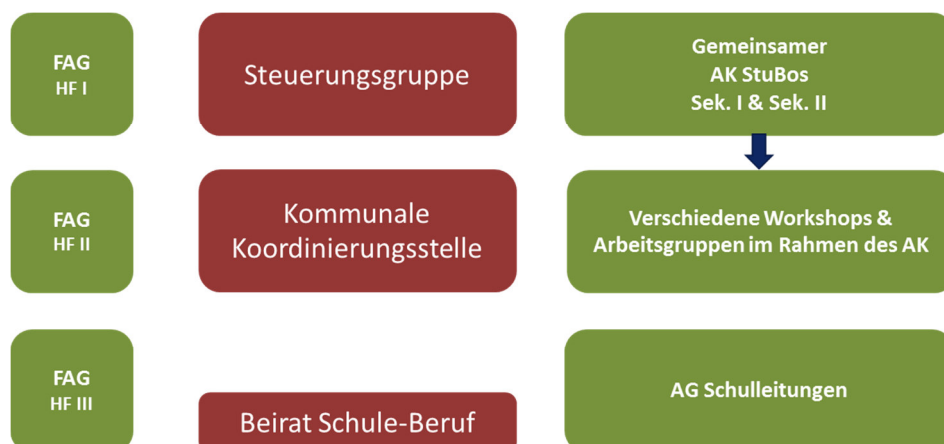 FAG
HF I
Steuerungsgruppe
Gemeinsamer
AK StuBos
Sek. I & Sek. II
FAG
HF II
Kommunale
Koordinierungsstelle
Verschiedene Workshops &
Arbeitsgruppen im Rahmen des AK
FAG
HF III
Beirat Schule-Beruf
AG Schulleitungen